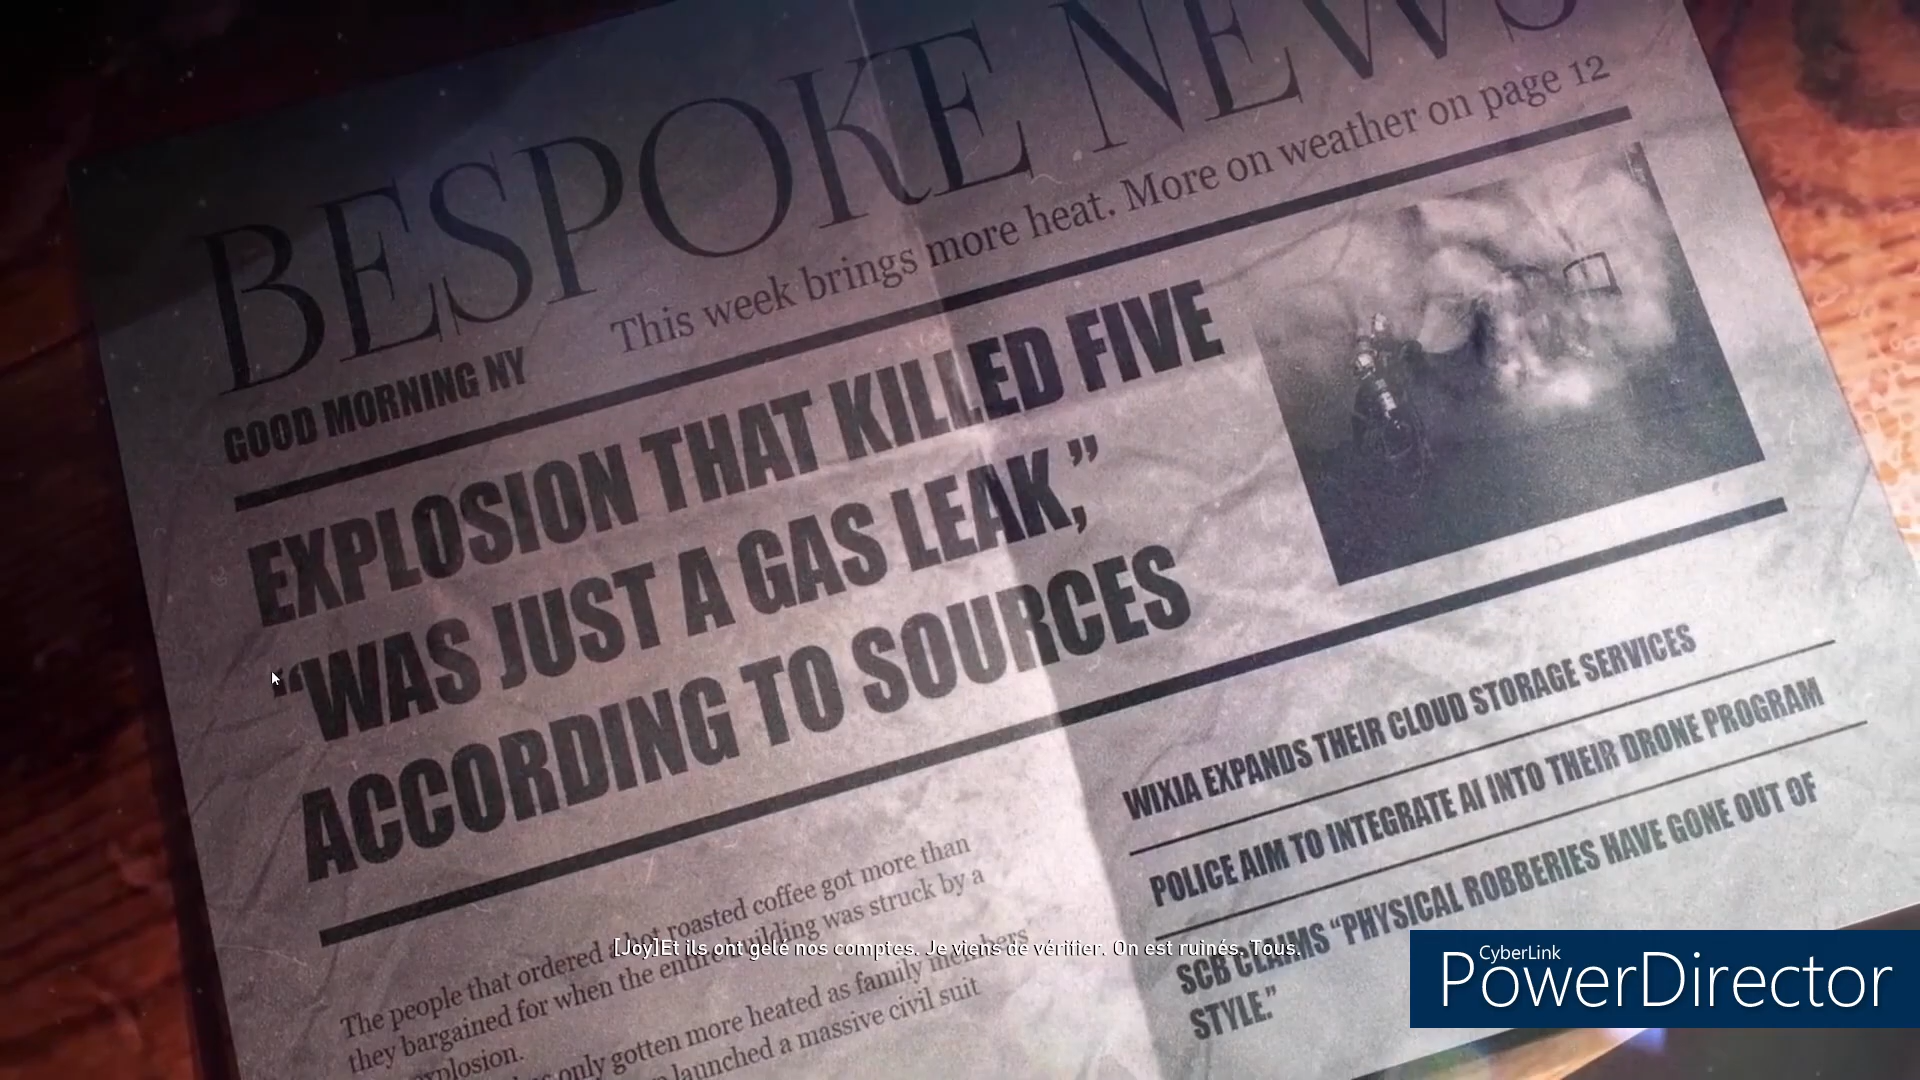 BESPOKE NEWS
This week brings more heat. More on weather on page 12
GOOD MORNING NY
EXPLOSION THAT KILLED FIVE
“WAS JUST A GAS LEAK,”
ACCORDING TO SOURCES
WIXIA EXPANDS THEIR CLOUD STORAGE SERVICES
POLICE AIM TO INTEGRATE AI INTO THEIR DRONE PROGRAM
SCB CLAIMS “PHYSICAL ROBBERIES HAVE GONE OUT OF
STYLE.”
The people that ordered a hot roasted coffee got more than
they bargained for when the entire building was struck by a
explosion.
only gotten more heated as family members
launched a massive civil suit
[Joy]Et ils ont gelé nos comptes. Je viens de vérifier. On est ruinés. Tous.
CyberLink
PowerDirector